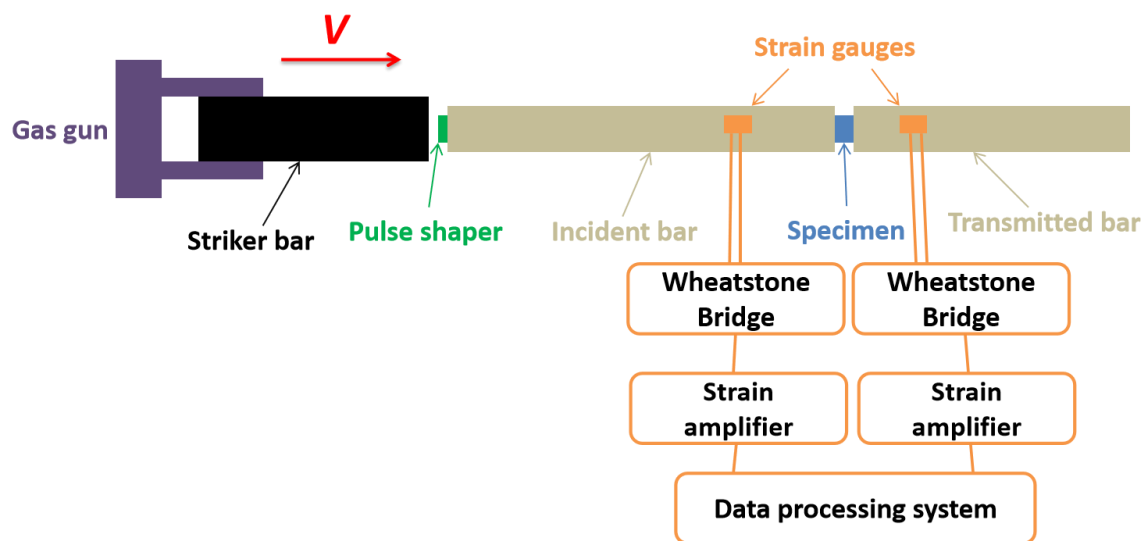 V
Strain gauges
Gas gun
Striker bar
Pulse shaper
Incident bar
Specimen
Transmitted bar
Wheatstone
Bridge
Wheatstone
Bridge
Strain
amplifier
Strain
amplifier
Data processing system